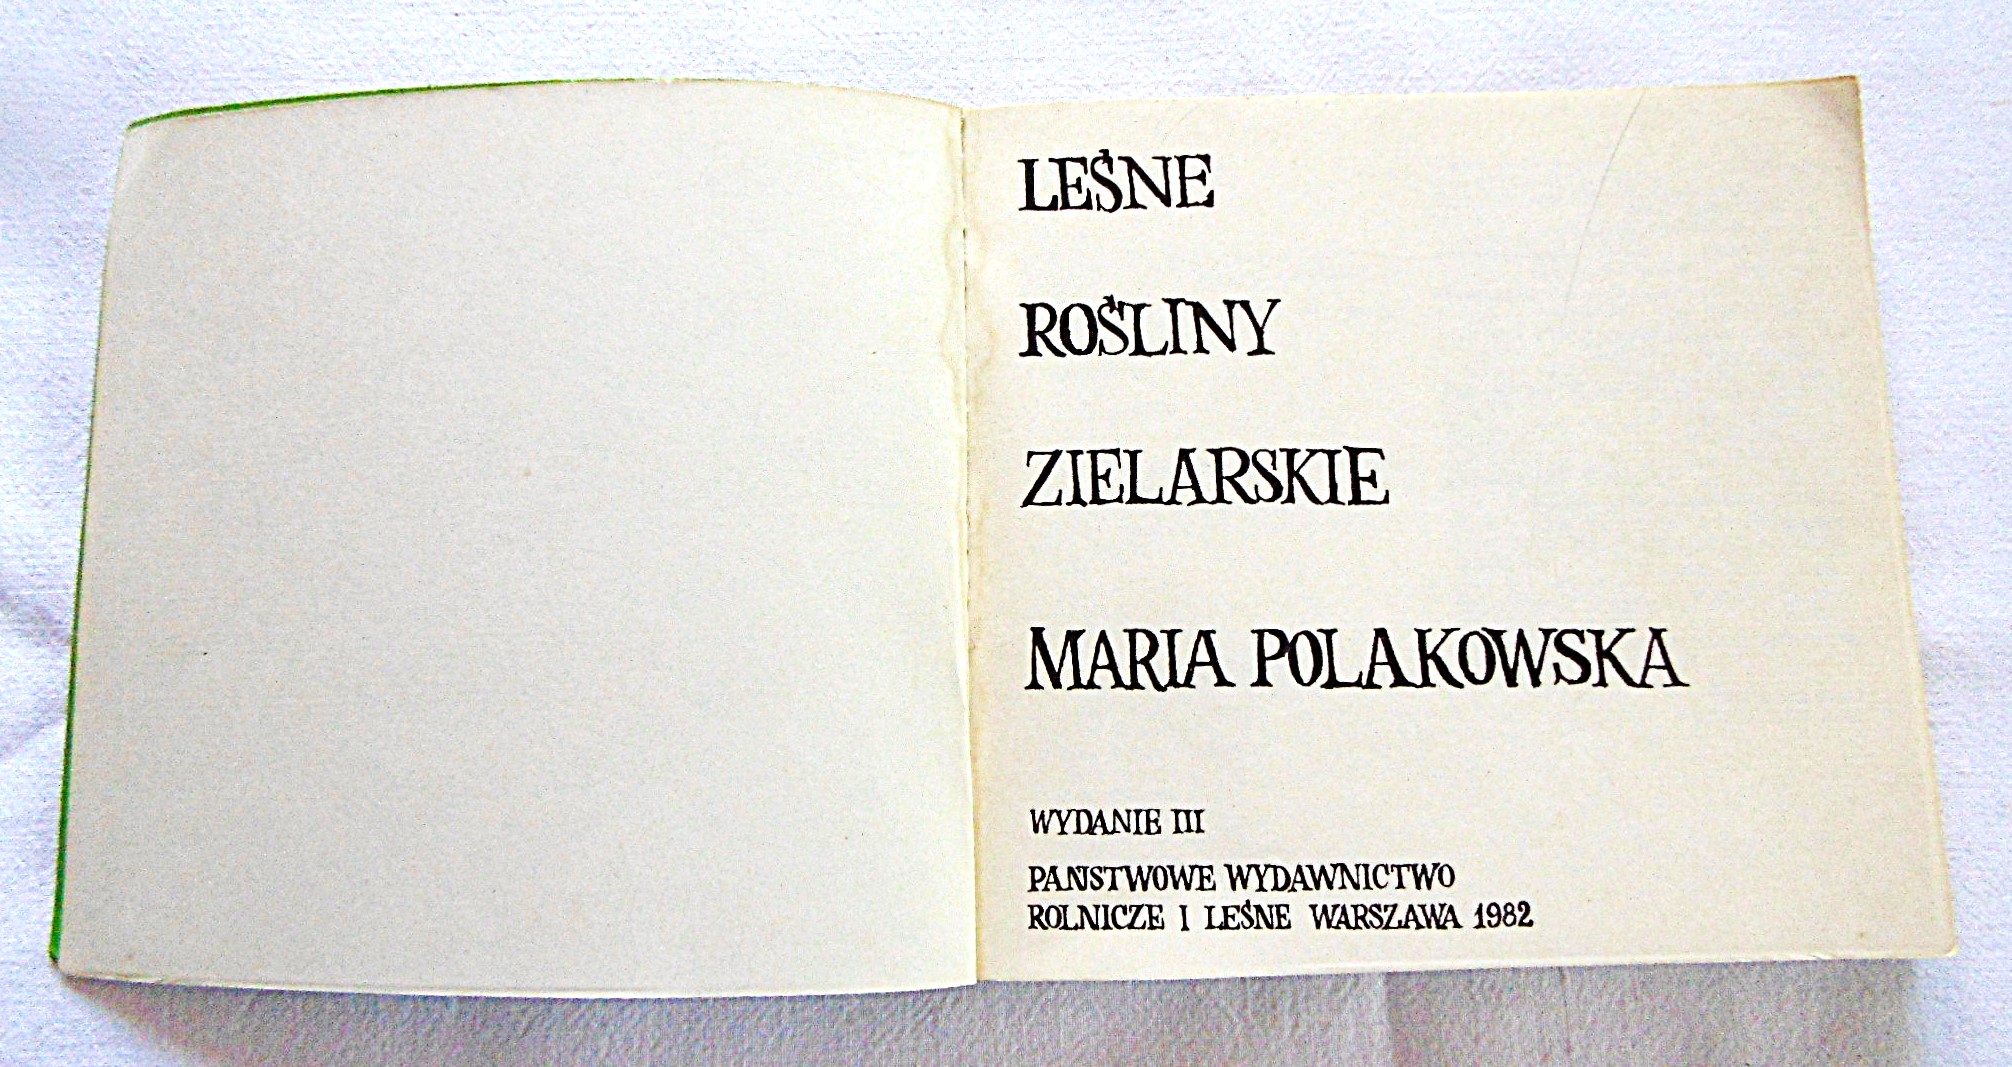 LEŚNE
ROŚLINY
ZIELARSKIE
MARIA POLAKOWSKA
WYDANIE III
PAŃSTWOWE WYDAWNICTWO
ROLNICZE I LEŚNE WARSZAWA 1982